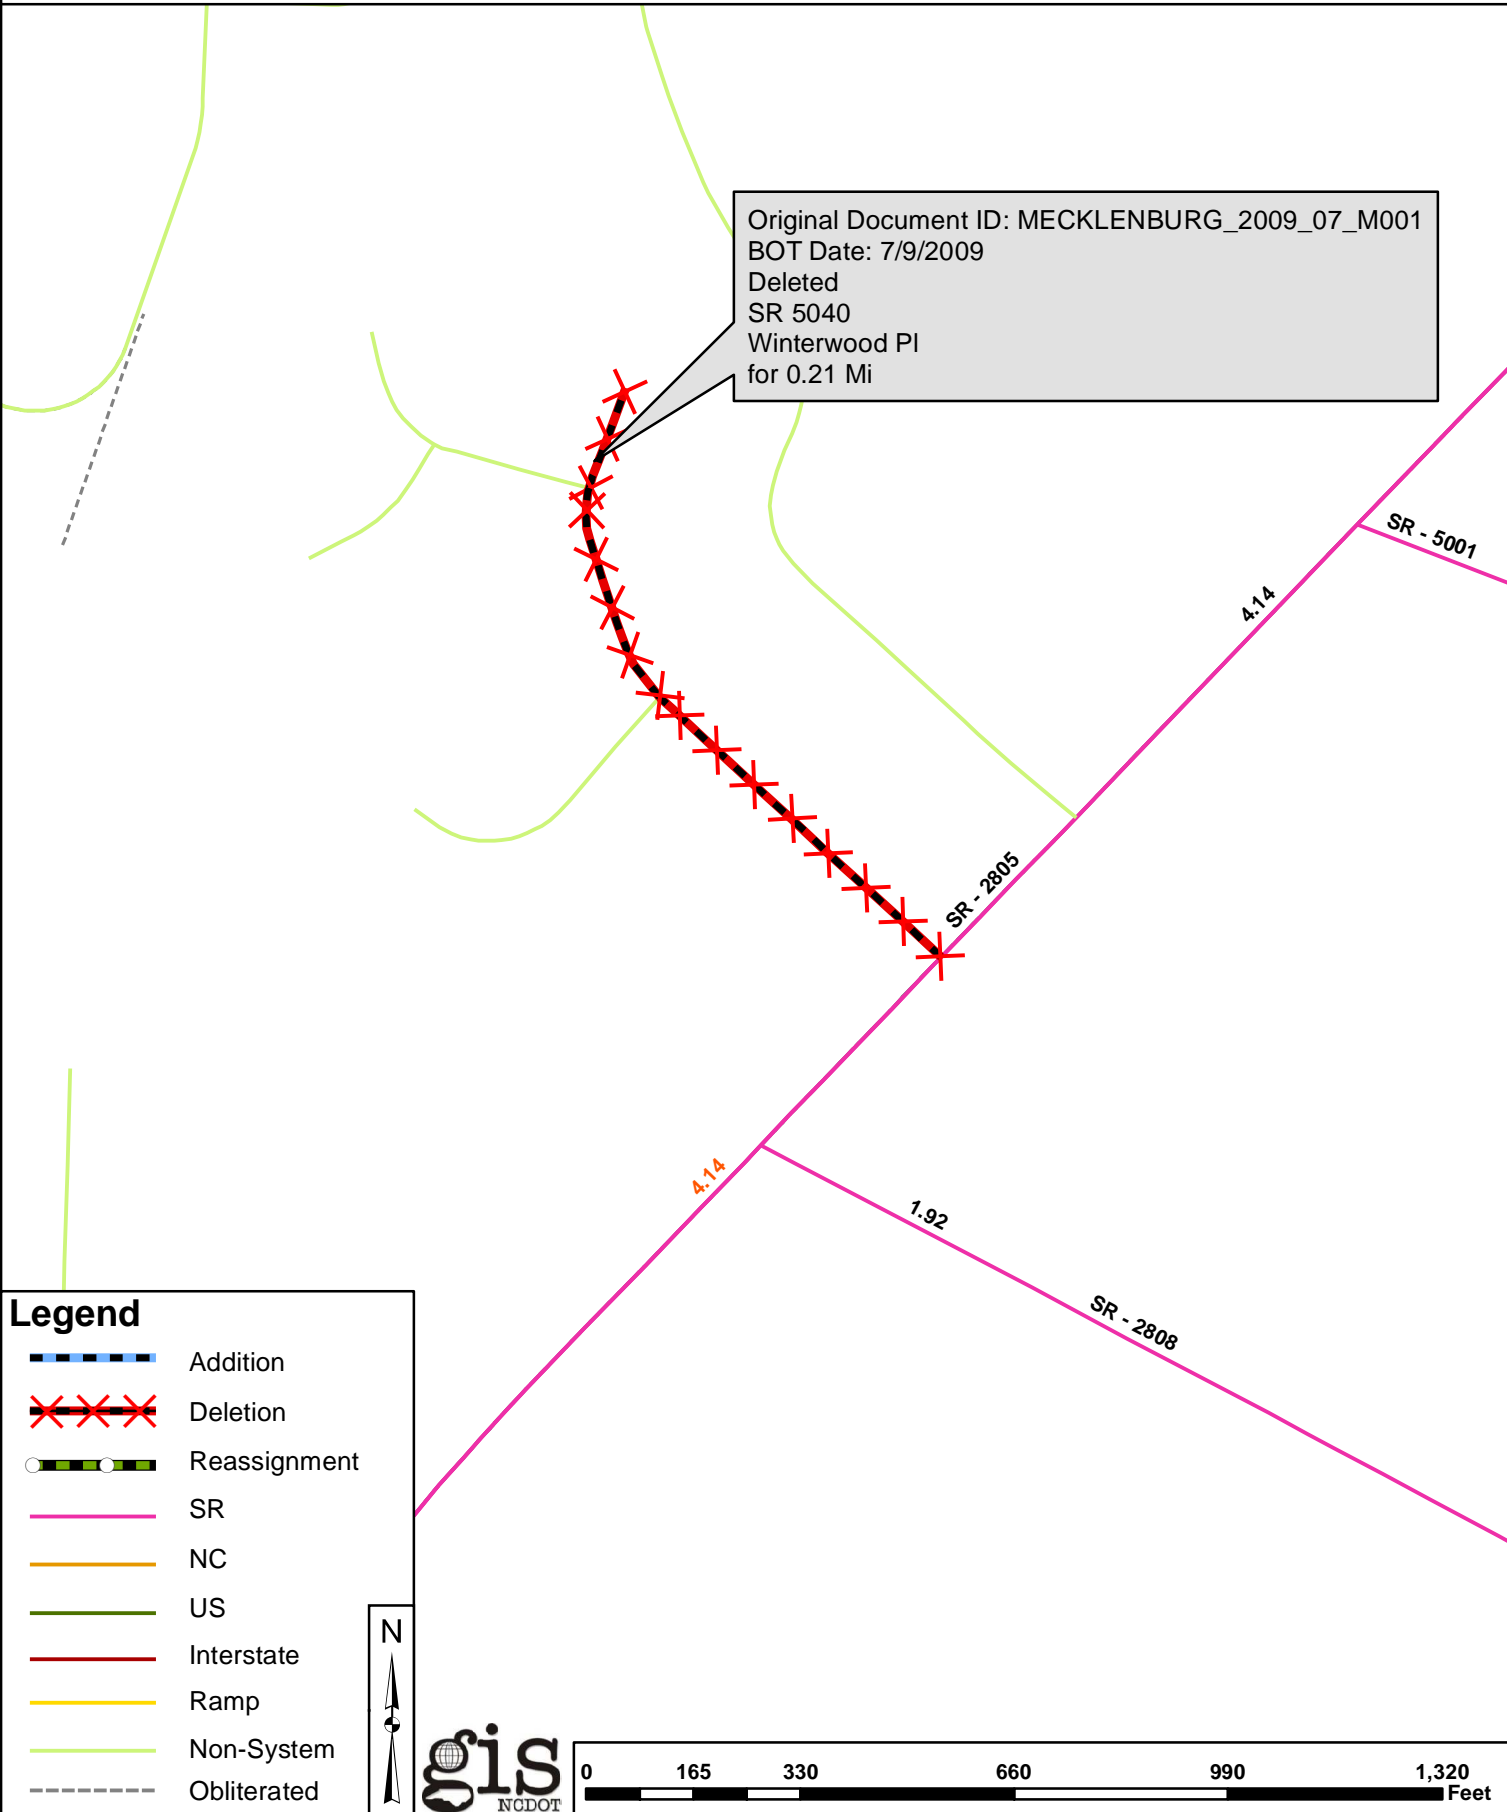 Original Document ID: MECKLENBURG_2009_07_M001
BOT Date: 7/9/2009
Deleted
SR 5040
Winterwood Pl
for 0.21 Mi
SR - 5001
4.14
SR - 2805
4.14
1.92
SR - 2808
Legend
Addition
Deletion
Reassignment
SR
NC
US
Interstate
Ramp
Non-System
Obliterated
N
gis
NCDOT
0 165 330 660 990 1,320
Feet